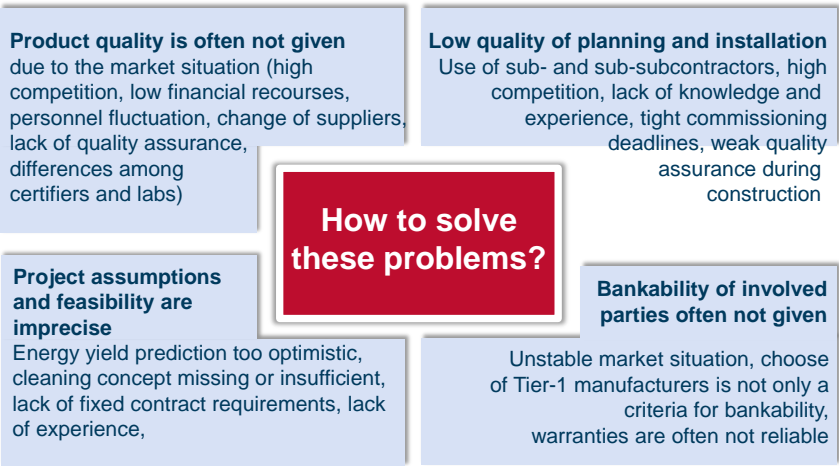 Product quality is often not given
due to the market situation (high
competition, low financial recourses,
personnel fluctuation, change of suppliers,
lack of quality assurance,
differences among
certifiers and labs)
Low quality of planning and installation
Use of sub- and sub-subcontractors, high
competition, lack of knowledge and
experience, tight commissioning
deadlines, weak quality
assurance during
construction
How to solve
these problems?
Project assumptions
and feasibility are
imprecise
Energy yield prediction too optimistic,
cleaning concept missing or insufficient,
lack of fixed contract requirements, lack
of experience,
Bankability of involved
parties often not given
Unstable market situation, choose
of Tier-1 manufacturers is not only a
criteria for bankability,
warranties are often not reliable